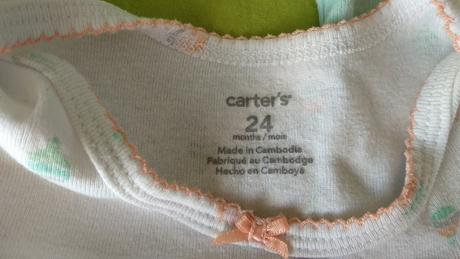 carter's®
24
months / mois
Made in Cambodia
Fabriqué au Cambodge
Hecho en Camboya